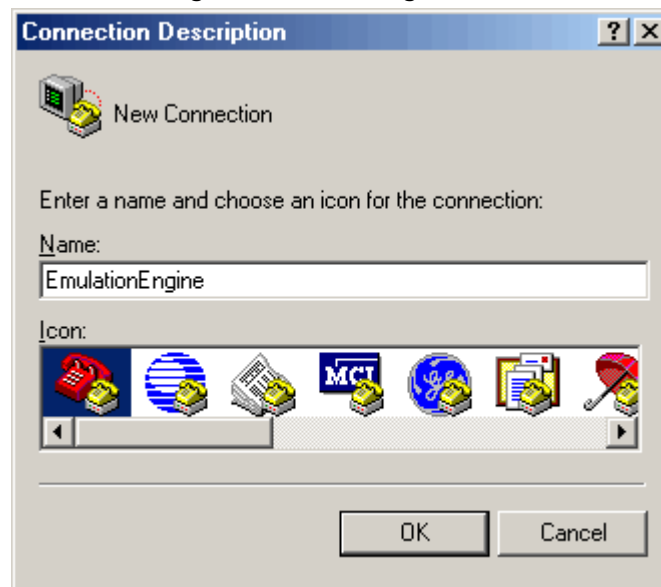 Connection Description
New Connection
Enter a name and choose an icon for the connection:
Name:
EmulationEngine
Icon:
MCI
OK Cancel